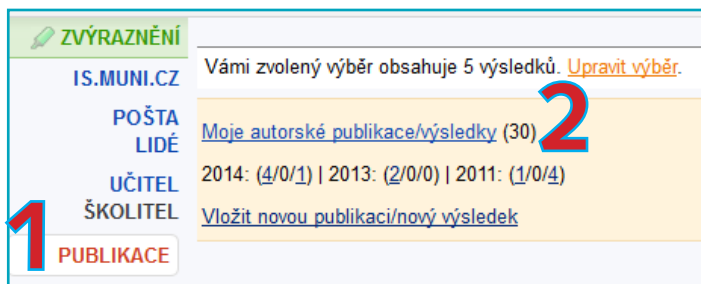 ZVÝRAZNĚNÍ
IS.MUNI.CZ
POŠTA
LIDÉ
UČITEL
ŠKOLITEL
1
PUBLIKACE
Vámi zvolený výběr obsahuje 5 výsledků. Upravit výběr.
Moje autorské publikace/výsledky (30)
2
2014: (4/0/1) | 2013: (2/0/0) | 2011: (1/0/4)
Vložit novou publikaci/nový výsledek